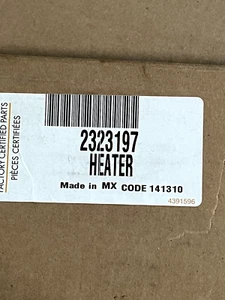 FACTORY CERTIFIED PARTS
PIÈCES CERTIFIÉES
2323197
HEATER
Made in MX CODE 141310
4391596